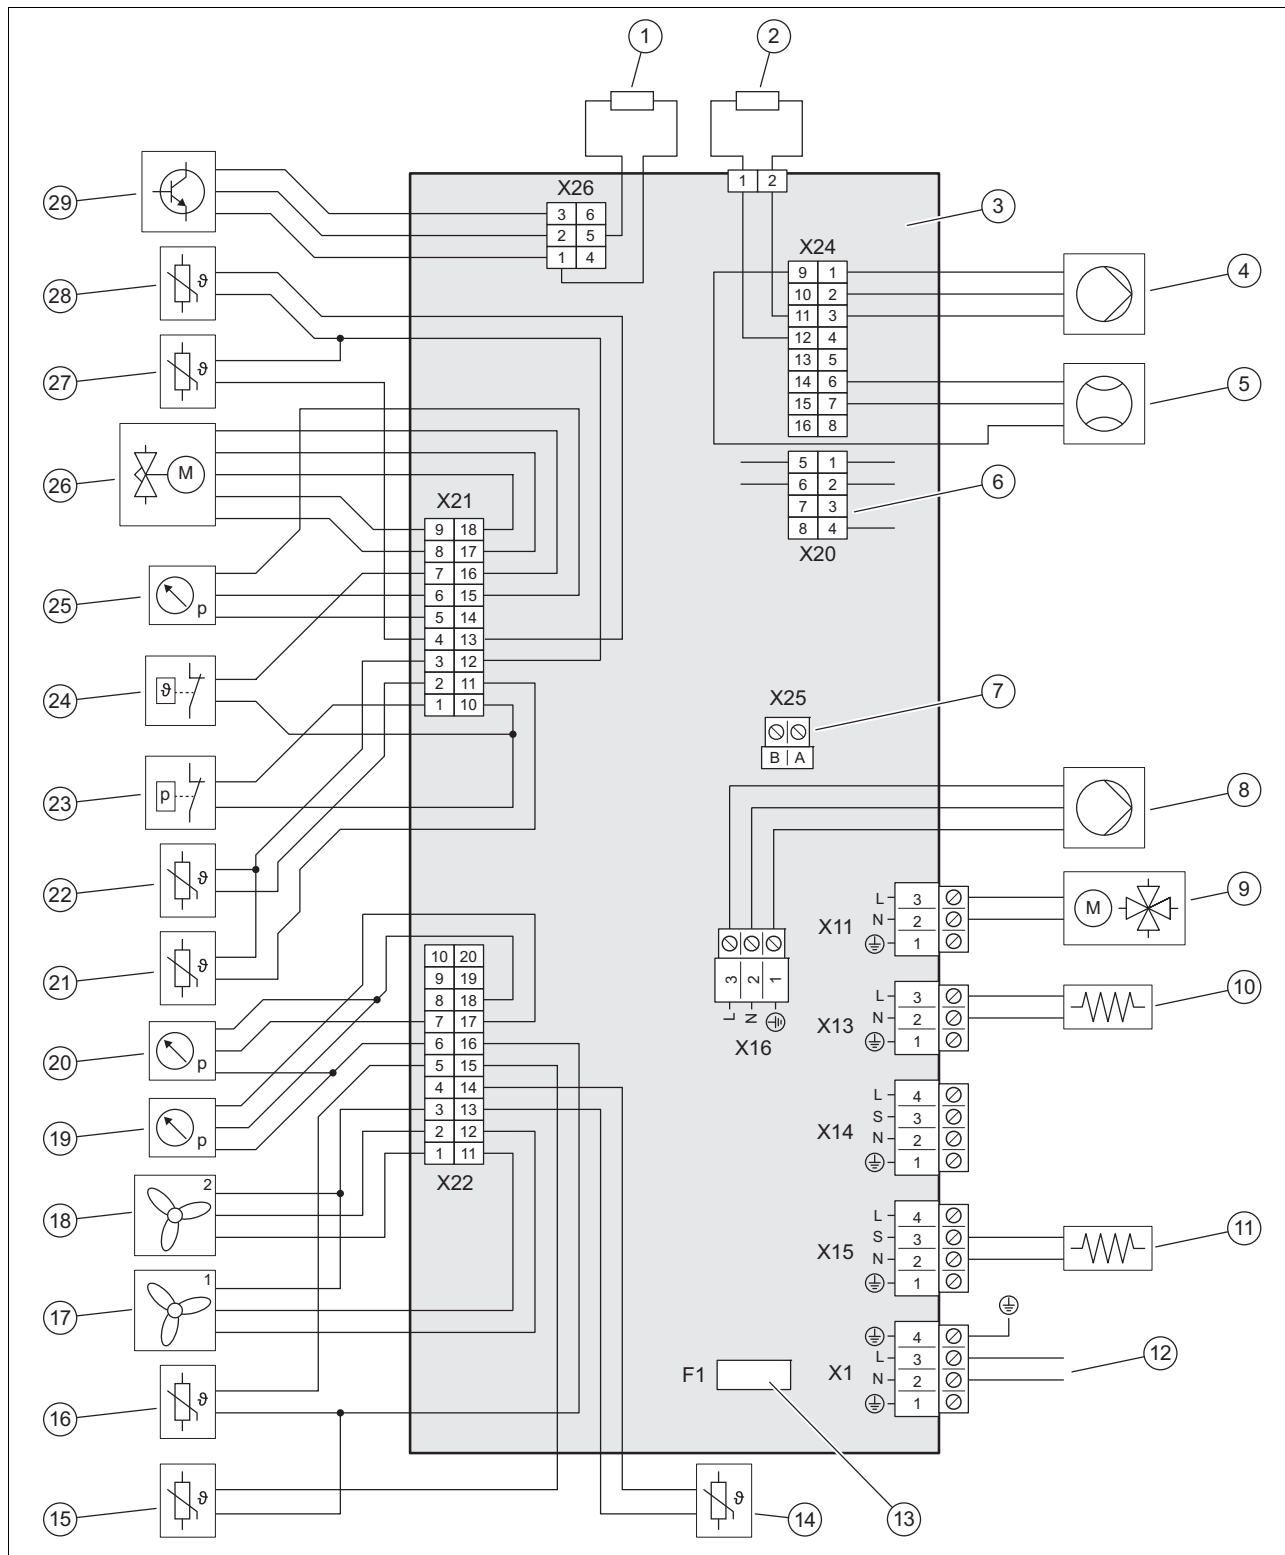 1 2
29
X26
3 6
2 5
1 4
1 2
3
X24
9 1
10 2
11 3
12 4
13 5
14 6
15 7
16 8
4
28 ϑ
27 ϑ
5
26 M
X21
9 18
8 17
7 16
6 15
5 14
4 13
3 12
2 11
1 10
5 1
6 2
7 3
8 4
X20
6
25 p
24 ϑ
X25
B A
7
23 p
8
22 ϑ
X11
L 3
N 2
1
M
9
21 ϑ
10 20
9 19
8 18
7 17
6 16
5 15
4 14
3 13
2 12
1 11
X22
3 2 1
L N
X16
X13
L 3
N 2
1
10
20 p
19 p
X14
L 4
S 3
N 2
1
18 2
X15
L 4
S 3
N 2
1
11
17 1
F1
X1
4
L 3
N 2
1
12
16 ϑ
15 ϑ
ϑ 14
13